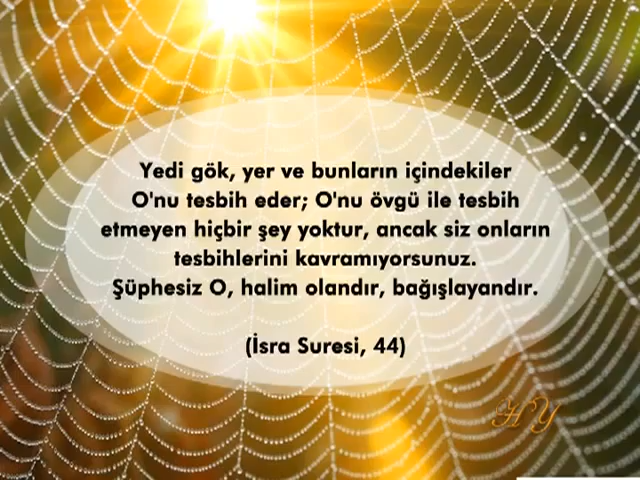 Yedi gök, yer ve bunların içindekiler
O'nu tesbih eder; O'nu övgü ile tesbih
etmeyen hiçbir şey yoktur, ancak siz onların
tesbihlerini kavramıyorsunuz.
Şüphesiz O, halim olandır, bağışlayandır.
(İsra Suresi, 44)
HY